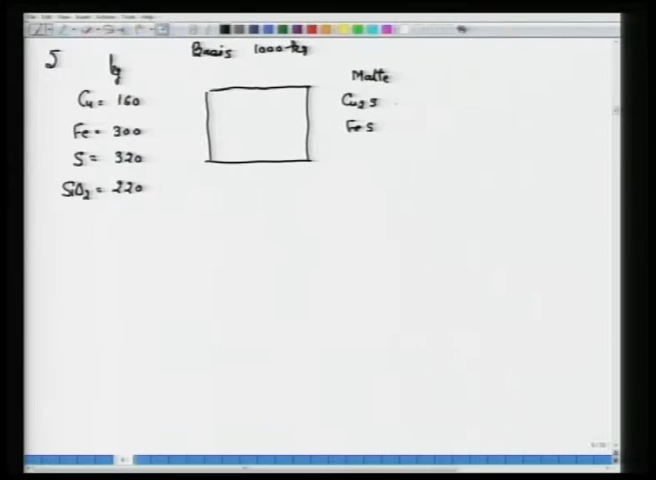 5
Basis 1000 kg
kg
Matte
Cu = 160
Cu2S
Fe = 300
FeS
S = 320
SiO2 = 220